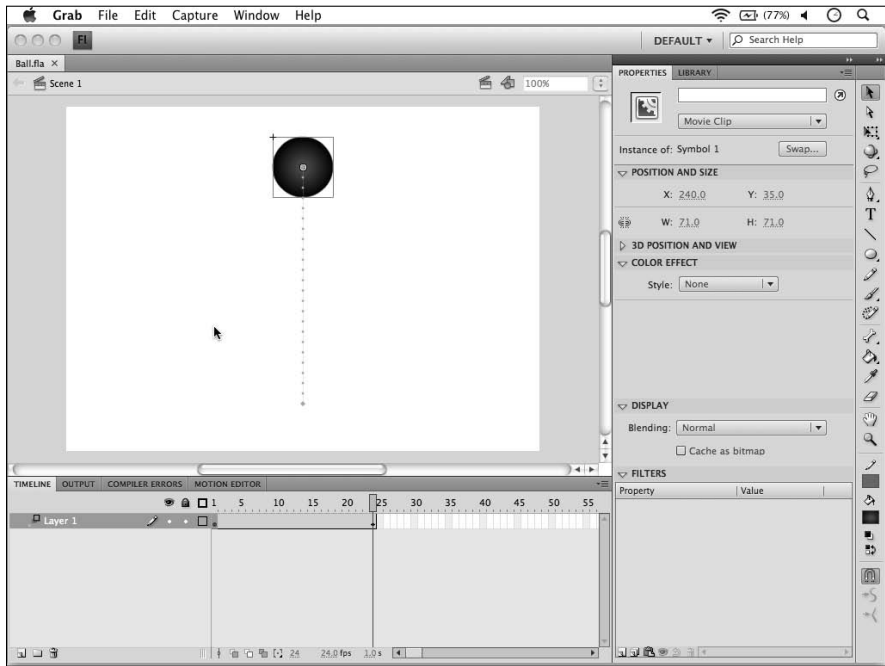 Grab File Edit Capture Window Help (77%)
Fl DEFAULT Search Help
Ball.fla ×
Scene 1 100%
PROPERTIES LIBRARY
Movie Clip
Instance of: Symbol 1 Swap...
POSITION AND SIZE
X: 240.0 Y: 35.0
W: 71.0 H: 71.0
3D POSITION AND VIEW
COLOR EFFECT
Style: None
DISPLAY
Blending: Normal
Cache as bitmap
FILTERS
Property Value
T
TIMELINE OUTPUT COMPILER ERRORS MOTION EDITOR
1 5 10 15 20 25 30 35 40 45 50 55
Layer 1
24 24.0 fps 1.0 s